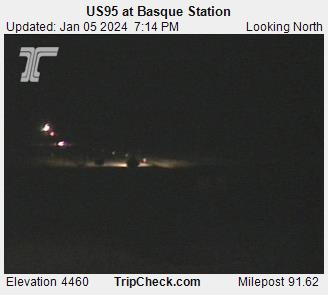 US95 at Basque Station
Updated: Jan 05 2024 7:14 PM Looking North
Elevation 4460 TripCheck.com Milepost 91.62